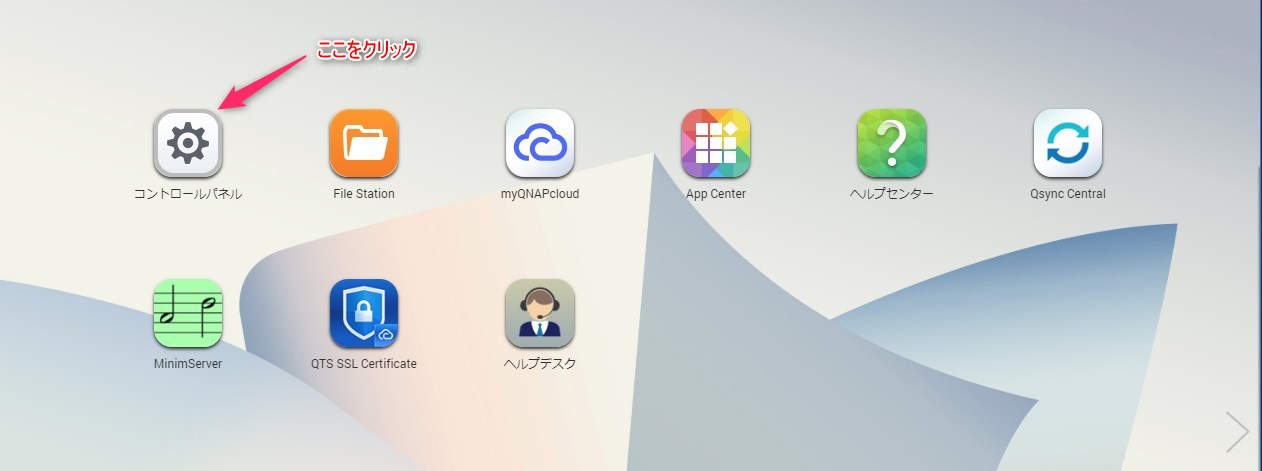 ここをクリック
コントロールパネル
File Station
myQNAPcloud
App Center
ヘルプセンター
Qsync Central
MinimServer
QTS SSL Certificate
ヘルプデスク